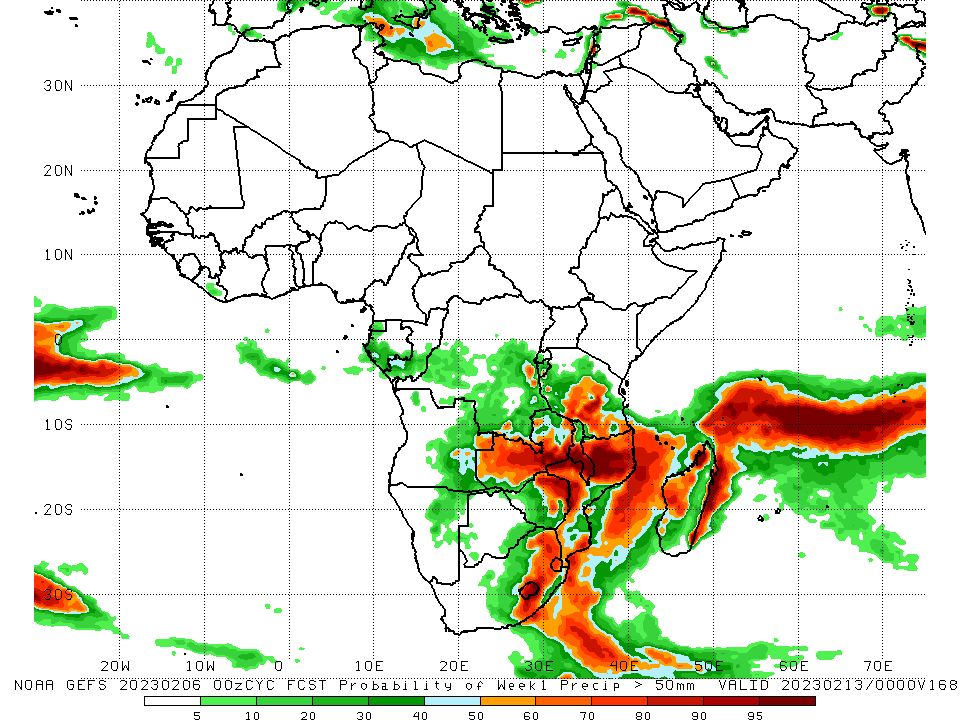 30N
20N
10N
10S
20S
30S
20W 10W 0 10E 20E 30E 40E 50E 60E 70E
NOAA GEFS 20230206 00zCYC FCST Probability of Week1 Precip > 50mm VALID 20230213/0000V168
5 10 20 30 40 50 60 70 80 90 95